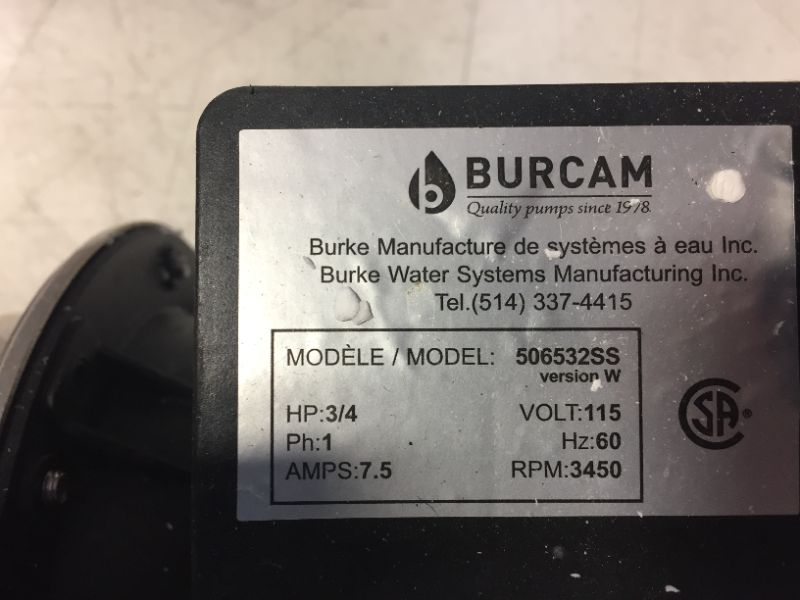 b BURCAM
Quality pumps since 1978
Burke Manufacture de systèmes à eau Inc.
Burke Water Systems Manufacturing Inc.
Tel.(514) 337-4415
MODÈLE / MODEL: 506532SS
version W
HP:3/4 VOLT:115
Ph:1 Hz:60
AMPS:7.5 RPM:3450
CSA®